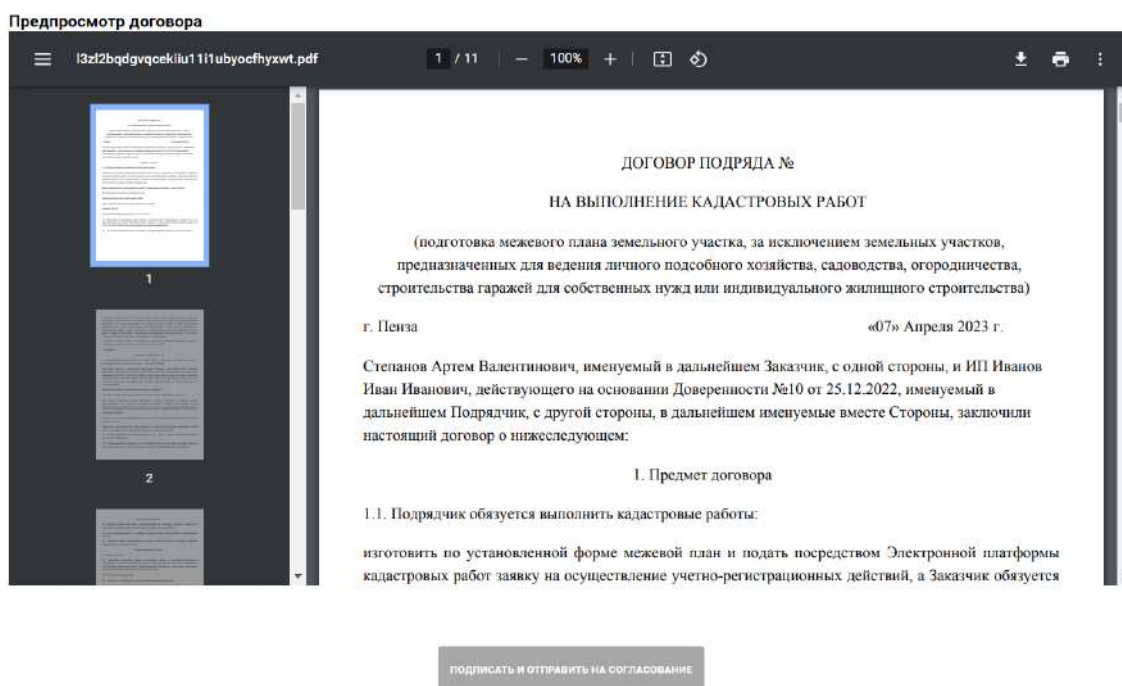 Предпросмотр договора
l3zl2bqdgvqcekiiu11i1ubyocfhyxwt.pdf
1 / 11
100%
1
2
ДОГОВОР ПОДРЯДА №
НА ВЫПОЛНЕНИЕ КАДАСТРОВЫХ РАБОТ
(подготовка межевого плана земельного участка, за исключением земельных участков,
предназначенных для ведения личного подсобного хозяйства, садоводства, огородничества,
строительства гаражей для собственных нужд или индивидуального жилищного строительства)
г. Пенза «07» Апреля 2023 г.
Степанов Артем Валентинович, именуемый в дальнейшем Заказчик, с одной стороны, и ИП Иванов
Иван Иванович, действующего на основании Доверенности №10 от 25.12.2022, именуемый в
дальнейшем Подрядчик, с другой стороны, в дальнейшем именуемые вместе Стороны, заключили
настоящий договор о нижеследующем:
1. Предмет договора
1.1. Подрядчик обязуется выполнить кадастровые работы:
изготовить по установленной форме межевой план и подать посредством Электронной платформы
кадастровых работ заявку на осуществление учетно-регистрационных действий, а Заказчик обязуется
ПОДПИСАТЬ И ОТПРАВИТЬ НА СОГЛАСОВАНИЕ